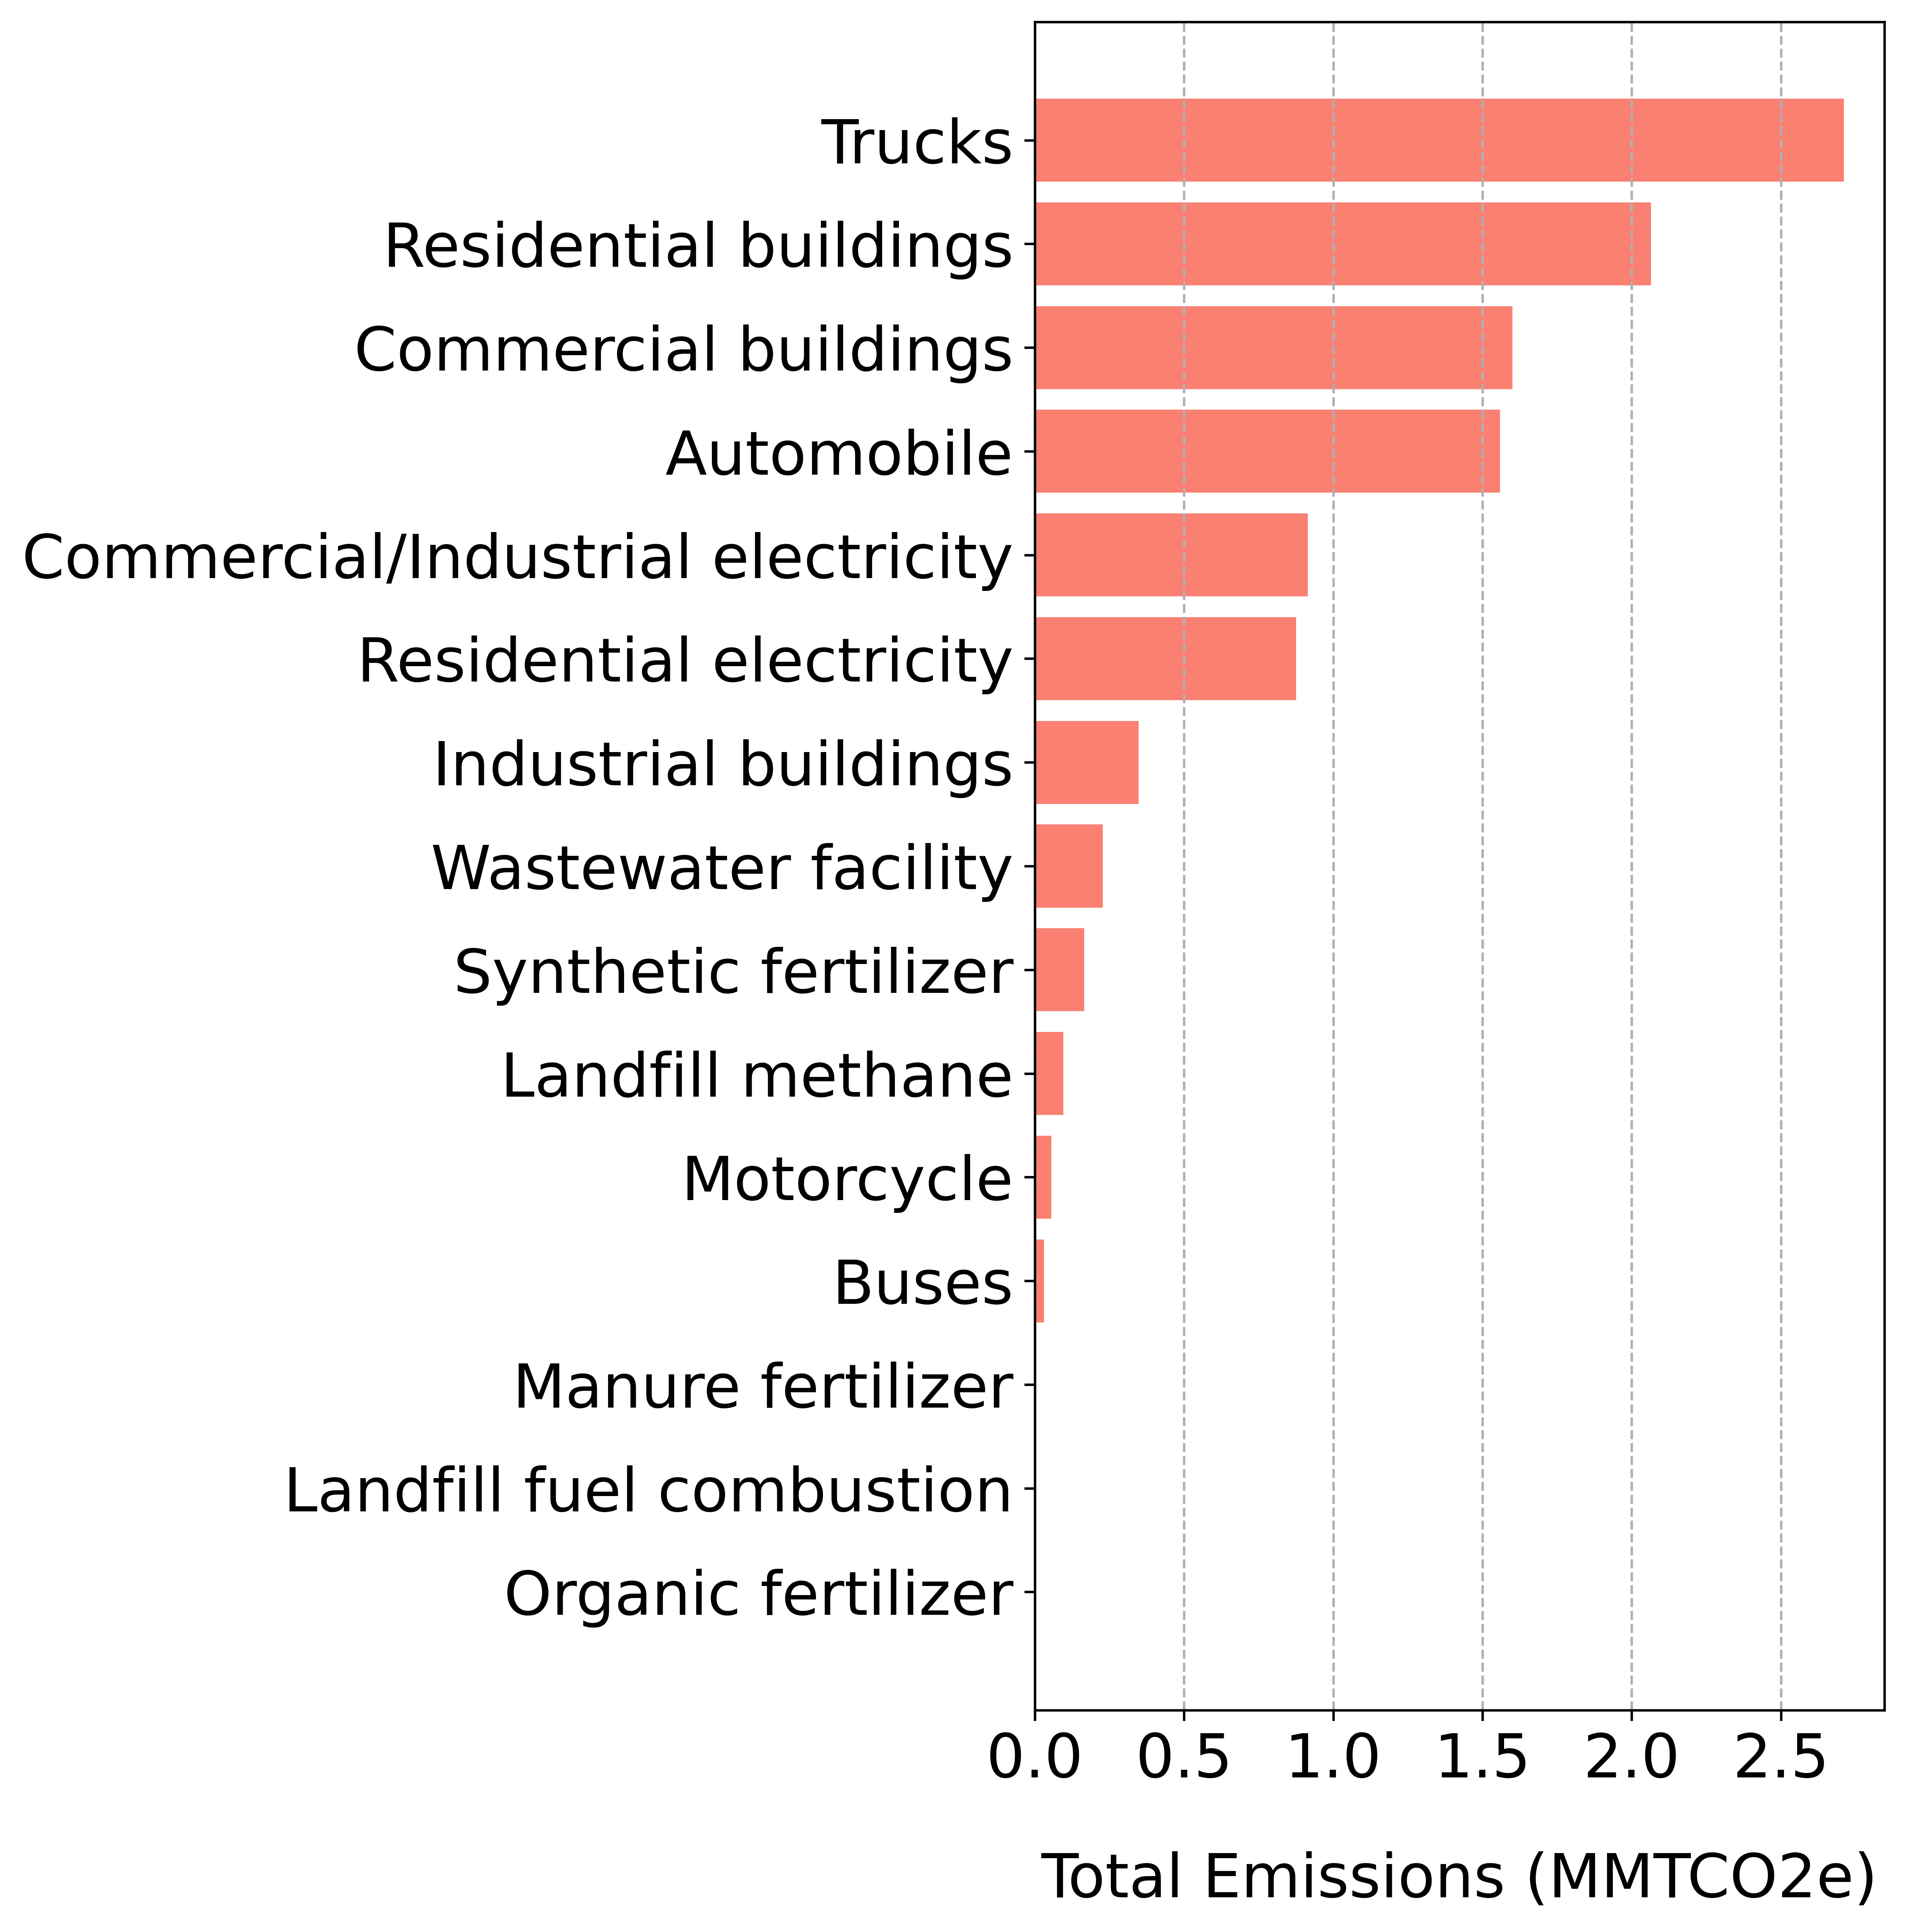 Trucks
Residential buildings
Commercial buildings
Automobile
Commercial/Industrial electricity
Residential electricity
Industrial buildings
Wastewater facility
Synthetic fertilizer
Landfill methane
Motorcycle
Buses
Manure fertilizer
Landfill fuel combustion
Organic fertilizer
0.0 0.5 1.0 1.5 2.0 2.5
Total Emissions (MMTCO2e)